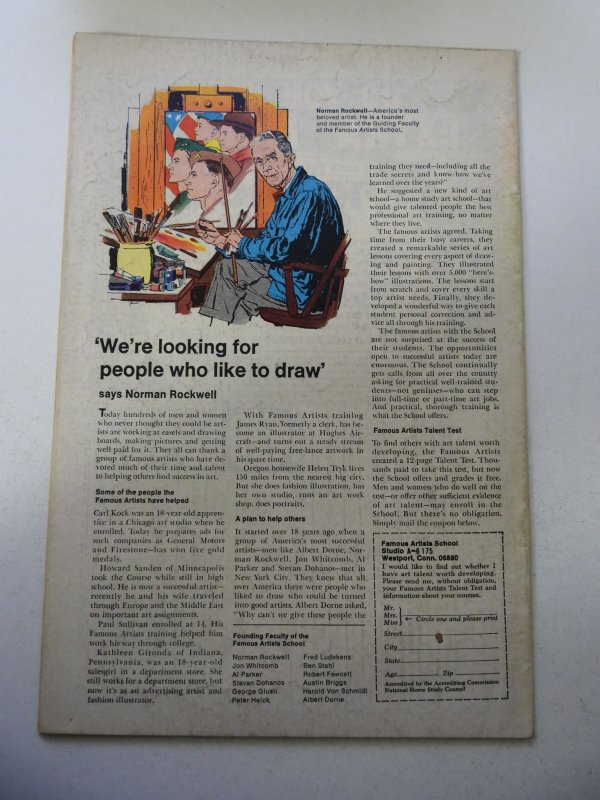 Norman Rockwell—America's most
beloved artist. He is a founder
and member of the Guiding Faculty
of the Famous Artists School.
'We're looking for
people who like to draw'
says Norman Rockwell
Today hundreds of men and women
who never thought they could be art-
ists are working at easels and drawing
boards, making pictures and getting
well paid for it. They all can thank a
group of famous artists who have de-
voted much of their time and talent
to helping others find success in art.
Some of the people the
Famous Artists have helped
Carl Kock was an 18-year-old appren-
tice in a Chicago art studio when he
enrolled. Today he prepares ads for
such companies as General Motors
and Firestone—has won five gold
medals.
Howard Sanden of Minneapolis
took the Course while still in high
school. He is now a successful artist—
recently he and his wife traveled
through Europe and the Middle East
on important art assignments.
Paul Sullivan enrolled at 14. His
Famous Artists training helped him
work his way through college.
Kathleen Gironda of Indiana,
Pennsylvania, was an 18-year-old
salesgirl in a department store. She
still works for a department store, but
now it's as an advertising artist and
fashion illustrator.
With Famous Artists training
James Ryan, formerly a clerk, has be-
come an illustrator at Hughes Air-
craft—and turns out a steady stream
of well-paying free-lance artwork in
his spare time.
Oregon housewife Helen Tryk lives
150 miles from the nearest big city.
But she does fashion illustration, has
her own studio, runs an art work
shop, does portraits.
A plan to help others
It started over 18 years ago when a
group of America's most successful
artists—men like Albert Dorne, Nor-
man Rockwell, Jon Whitcomb, Al
Parker and Stevan Dohanos—met in
New York City. They knew that all
over America there were people who
liked to draw who could be turned
into good artists. Albert Dorne asked,
"Why can't we give these people the
training they need—including all the
trade secrets and know-how we've
learned over the years?"
He suggested a new kind of art
school—a home study art school—that
would give talented people the best
professional art training, no matter
where they live.
The famous artists agreed. Taking
time from their busy careers, they
created a remarkable series of art
lessons covering every aspect of draw-
ing and painting. They illustrated
their lessons with over 5,000 "here's-
how" illustrations. The lessons start
from scratch and cover every skill a
top artist needs. Finally, they de-
veloped a wonderful way to give each
student personal correction and ad-
vice all through his training.
The famous artists with the School
are not surprised at the success of
their students. The opportunities
open to successful artists today are
enormous. The School continually
gets calls from all over the country
asking for practical well-trained stu-
dents—not geniuses—who can step
into full-time or part-time art jobs.
And practical, thorough training is
what the School offers.
Famous Artists Talent Test
To find others with art talent worth
developing, the Famous Artists
created a 12-page Talent Test. Thou-
sands paid to take this test, but now
the School offers and grades it free.
Men and women who do well on the
test—or offer other sufficient evidence
of art talent—may enroll in the
School. But there's no obligation.
Simply mail the coupon below.
Founding Faculty of the
Famous Artists School
Norman Rockwell
Jon Whitcomb
Al Parker
Stevan Dohanos
George Giusti
Peter Helck
Fred Ludekens
Ben Stahl
Robert Fawcett
Austin Briggs
Harold Von Schmidt
Albert Dorne
Famous Artists School
Studio A-6175
Westport, Conn. 06880
I would like to find out whether I
have art talent worth developing.
Please send me, without obligation,
your Famous Artists Talent Test and
information about your courses.
Mr.
Mrs.
Miss
← Circle one and please print
Street
City
State
Age Zip
Accredited by the Accrediting Commission
National Home Study Council